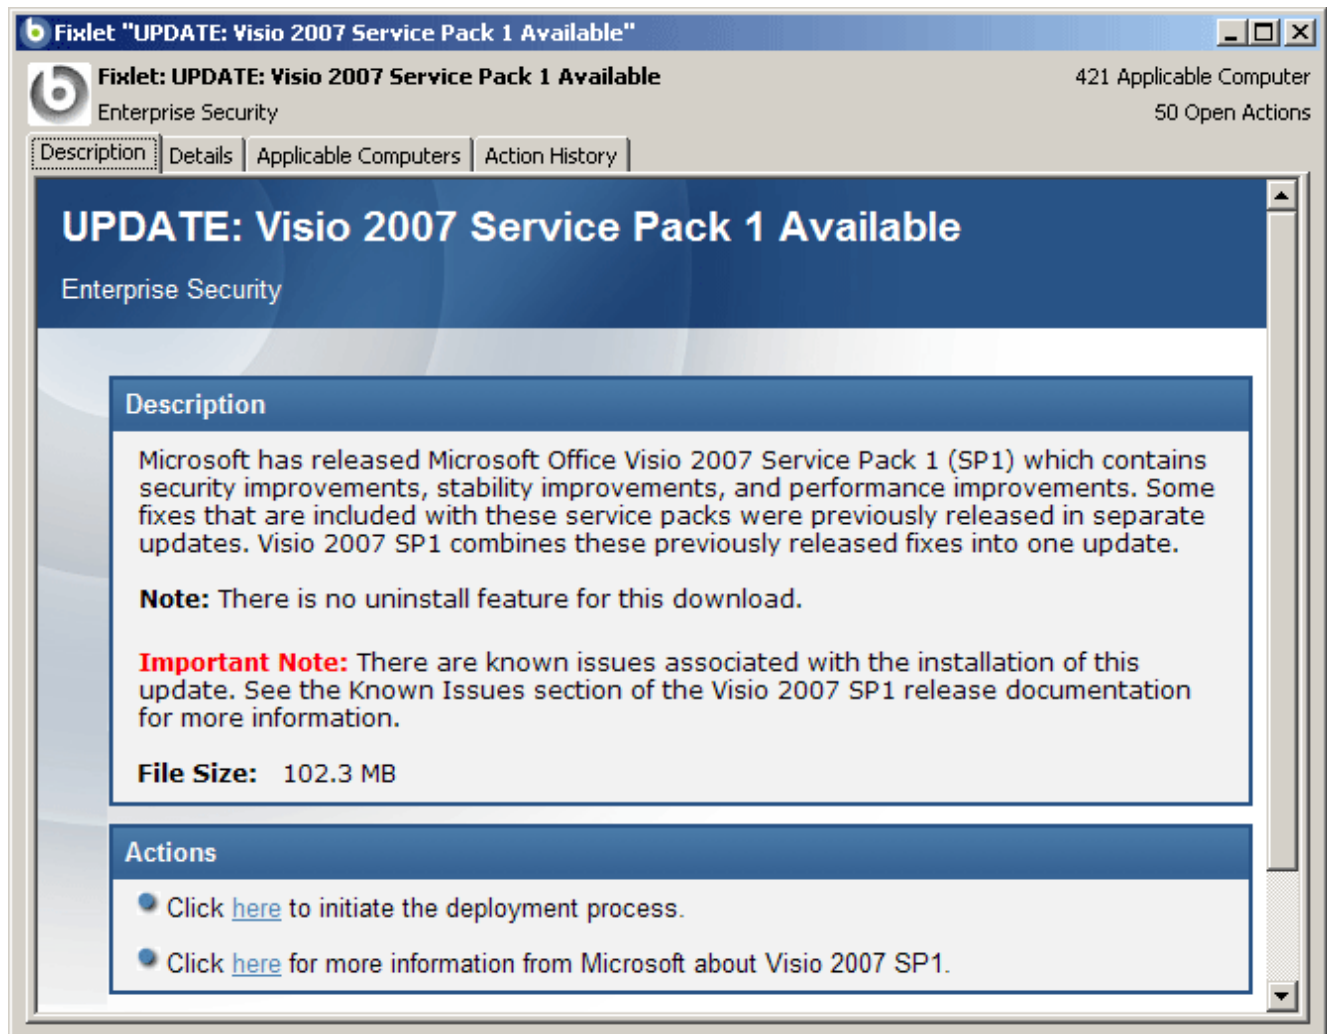 Fixlet "UPDATE: Visio 2007 Service Pack 1 Available"
Fixlet: UPDATE: Visio 2007 Service Pack 1 Available
421 Applicable Computer
Enterprise Security
50 Open Actions
Description Details Applicable Computers Action History
UPDATE: Visio 2007 Service Pack 1 Available
Enterprise Security
Description
Microsoft has released Microsoft Office Visio 2007 Service Pack 1 (SP1) which contains
security improvements, stability improvements, and performance improvements. Some
fixes that are included with these service packs were previously released in separate
updates. Visio 2007 SP1 combines these previously released fixes into one update.
Note: There is no uninstall feature for this download.
Important Note: There are known issues associated with the installation of this
update. See the Known Issues section of the Visio 2007 SP1 release documentation
for more information.
File Size: 102.3 MB
Actions
Click here to initiate the deployment process.
Click here for more information from Microsoft about Visio 2007 SP1.